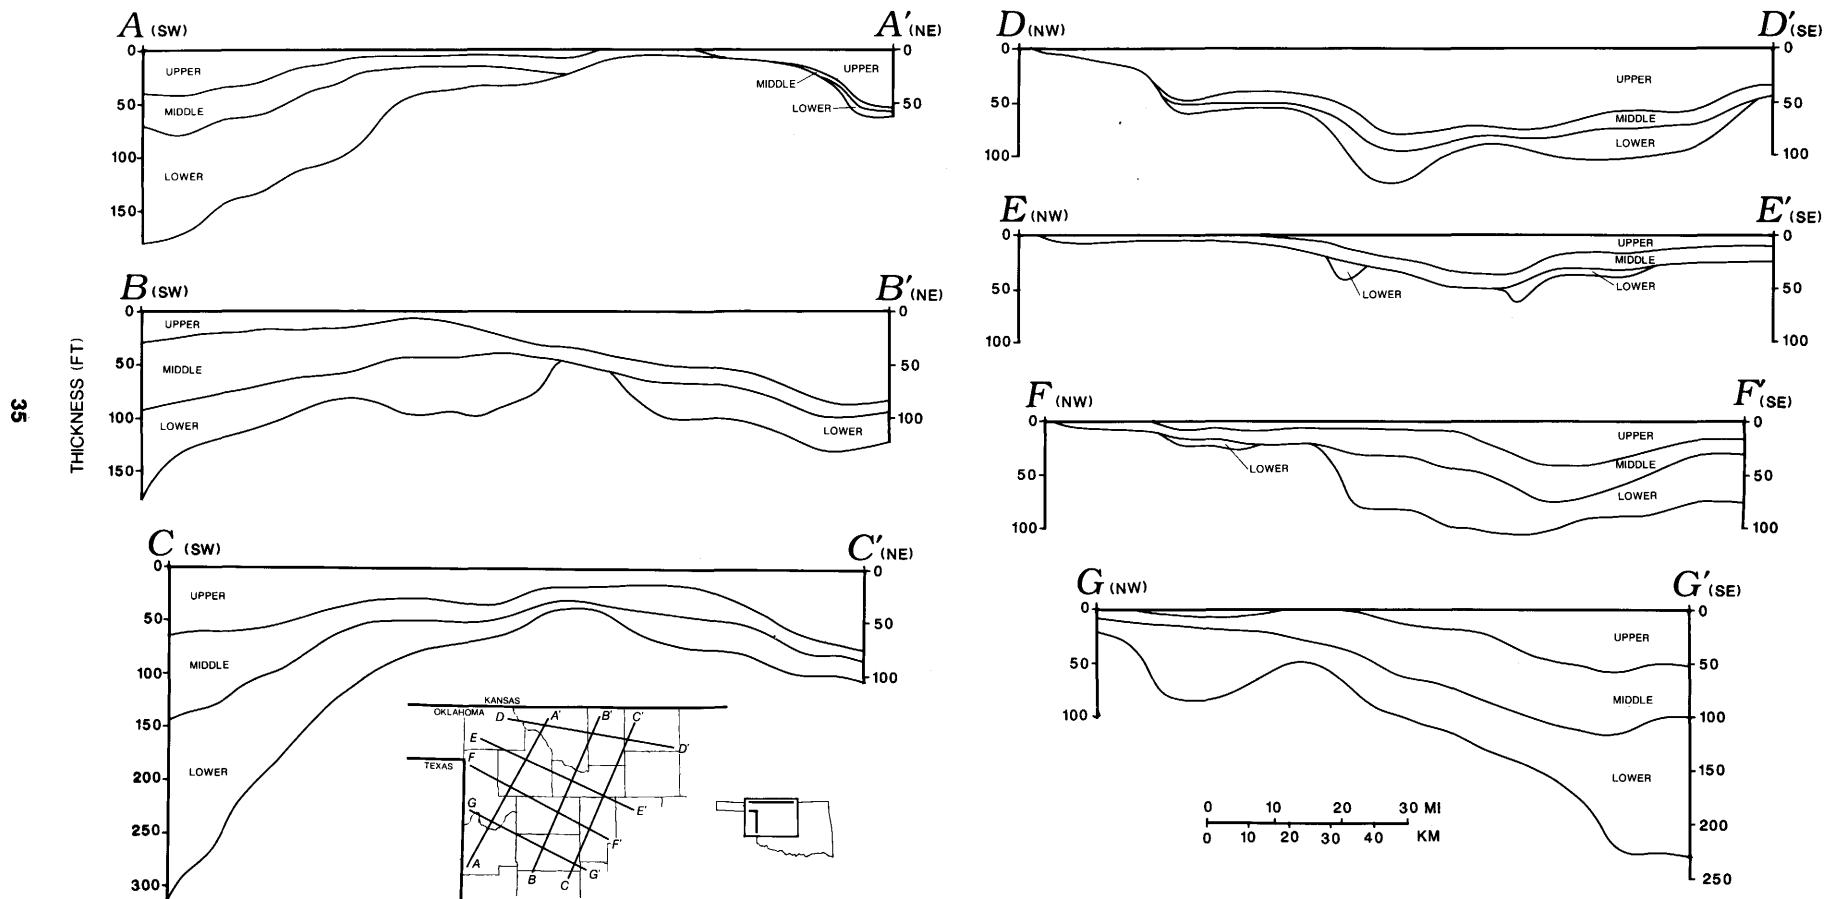 A (SW) A′ (NE)
0 0
UPPER UPPER
50 MIDDLE MIDDLE 50
LOWER
100
LOWER
150
B (SW) B′ (NE)
0 0
UPPER
50 50
MIDDLE
100 100
LOWER LOWER
150
THICKNESS (FT)
35
C (SW) C′ (NE)
0 0
UPPER
50 50
MIDDLE
100 100
150
LOWER
200
250
300
KANSAS
OKLAHOMA
TEXAS
D A′ B′ C′
E D′
F
G E′
F′
A B C G′
D (NW) D′ (SE)
0 0
UPPER
50 50
MIDDLE
LOWER
100 100
E (NW) E′ (SE)
0 0
UPPER
MIDDLE
50 LOWER LOWER 50
100 100
F (NW) F′ (SE)
0 0
UPPER
MIDDLE
50 LOWER 50
LOWER
100 100
G (NW) G′ (SE)
0 0
UPPER
50 50
MIDDLE
100 100
150
LOWER
200
250
0 10 20 30 MI
0 10 20 30 40 KM